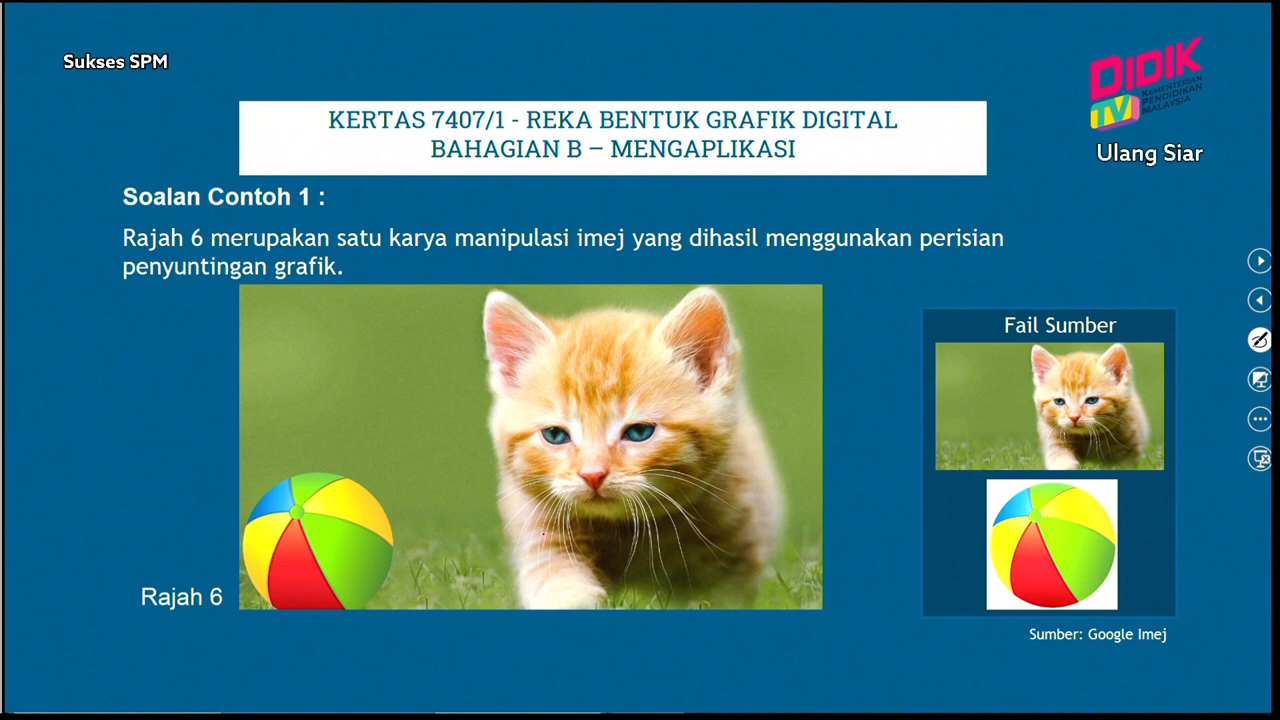 Sukses SPM
DIDIK
TV
KEMENTERIAN
PENDIDIKAN
MALAYSIA
Ulang Siar
KERTAS 7407/1 - REKA BENTUK GRAFIK DIGITAL
BAHAGIAN B – MENGAPLIKASI
Soalan Contoh 1 :
Rajah 6 merupakan satu karya manipulasi imej yang dihasil menggunakan perisian
penyuntingan grafik.
Fail Sumber
Rajah 6
Sumber: Google Imej